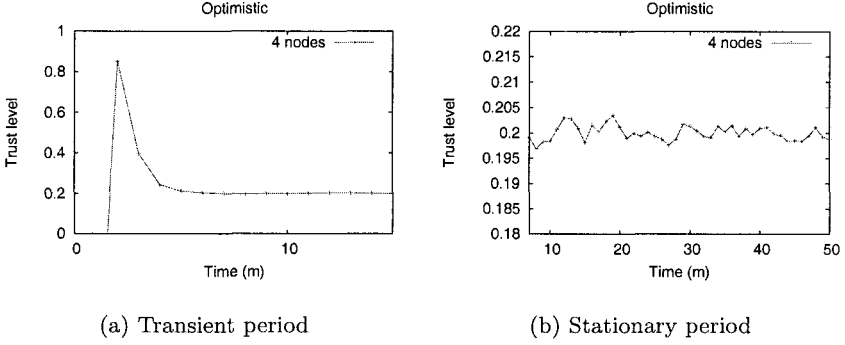 Optimistic
4 nodes
1
0.8
0.6
0.4
0.2
0
Trust level
0
10
Time (m)
(a) Transient period
Optimistic
4 nodes
0.22
0.215
0.21
0.205
0.2
0.195
0.19
0.185
0.18
Trust level
10
20
30
40
50
Time (m)
(b) Stationary period